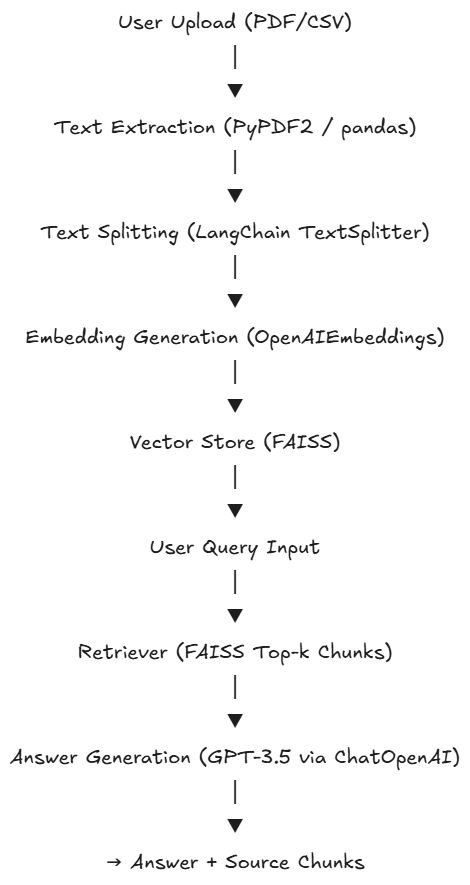 User Upload (PDF/CSV)
Text Extraction (PyPDF2 / pandas)
Text Splitting (LangChain TextSplitter)
Embedding Generation (OpenAIEmbeddings)
Vector Store (FAISS)
User Query Input
Retriever (FAISS Top-k Chunks)
Answer Generation (GPT-3.5 via ChatOpenAI)
→ Answer + Source Chunks